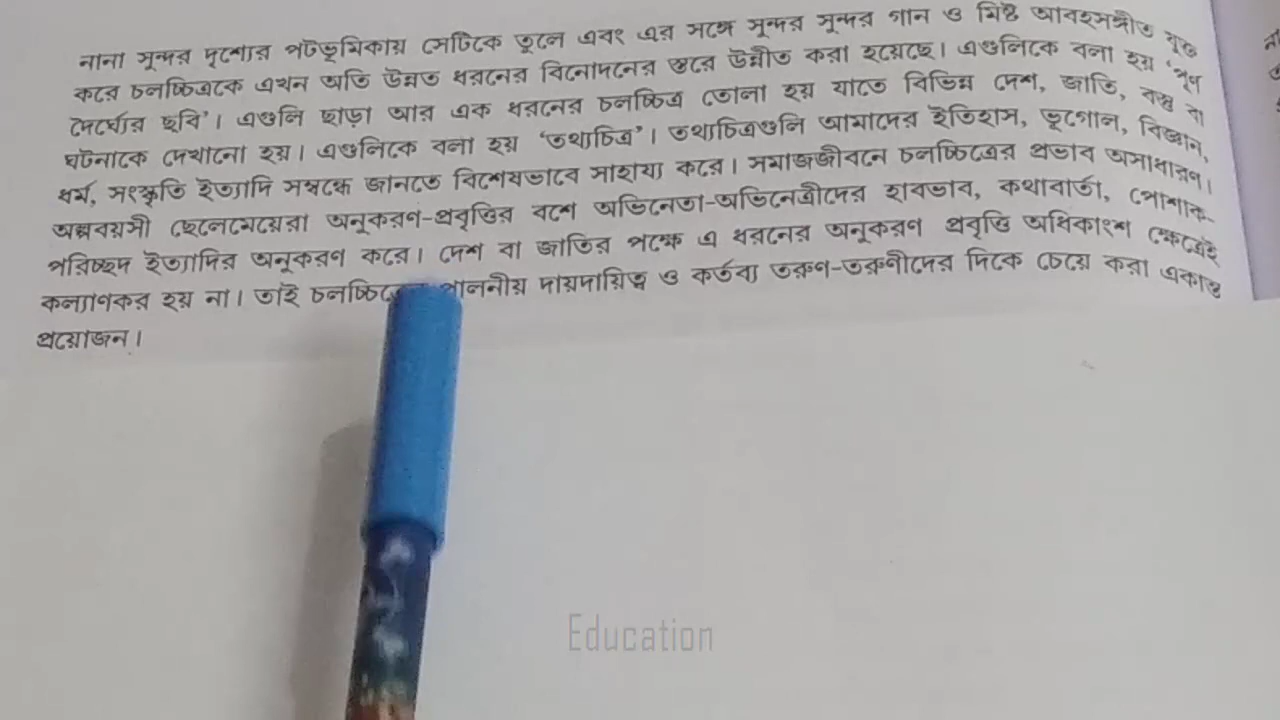 নানা সুন্দর দৃশ্যের পটভূমিকায় সেটিকে তুলে এবং এর সঙ্গে সুন্দর সুন্দর গান ও মিষ্ট আবহসঙ্গীত যুক্ত
করে চলচ্চিত্রকে এখন অতি উন্নত ধরনের বিনোদনের স্তরে উন্নীত করা হয়েছে। এগুলিকে বলা হয় ‘পূর্ণ
দৈর্ঘ্যের ছবি’। এগুলি ছাড়া আর এক ধরনের চলচ্চিত্র তোলা হয় যাতে বিভিন্ন দেশ, জাতি, বস্তু বা
ঘটনাকে দেখানো হয়। এগুলিকে বলা হয় ‘তথ্যচিত্র’। তথ্যচিত্রগুলি আমাদের ইতিহাস, ভূগোল, বিজ্ঞান,
ধর্ম, সংস্কৃতি ইত্যাদি সম্বন্ধে জানতে বিশেষভাবে সাহায্য করে। সমাজজীবনে চলচ্চিত্রের প্রভাব অসাধারণ।
অল্পবয়সী ছেলেমেয়েরা অনুকরণ-প্রবৃত্তির বশে অভিনেতা-অভিনেত্রীদের হাবভাব, কথাবার্তা, পোশাক-
পরিচ্ছদ ইত্যাদির অনুকরণ করে। দেশ বা জাতির পক্ষে এ ধরনের অনুকরণ প্রবৃত্তি অধিকাংশ ক্ষেত্রেই
কল্যাণকর হয় না। তাই পালনীয় দায়দায়িত্ব ও কর্তব্য তরুণ-তরুণীদের দিকে চেয়ে করা একান্ত
প্রয়োজন।
Education